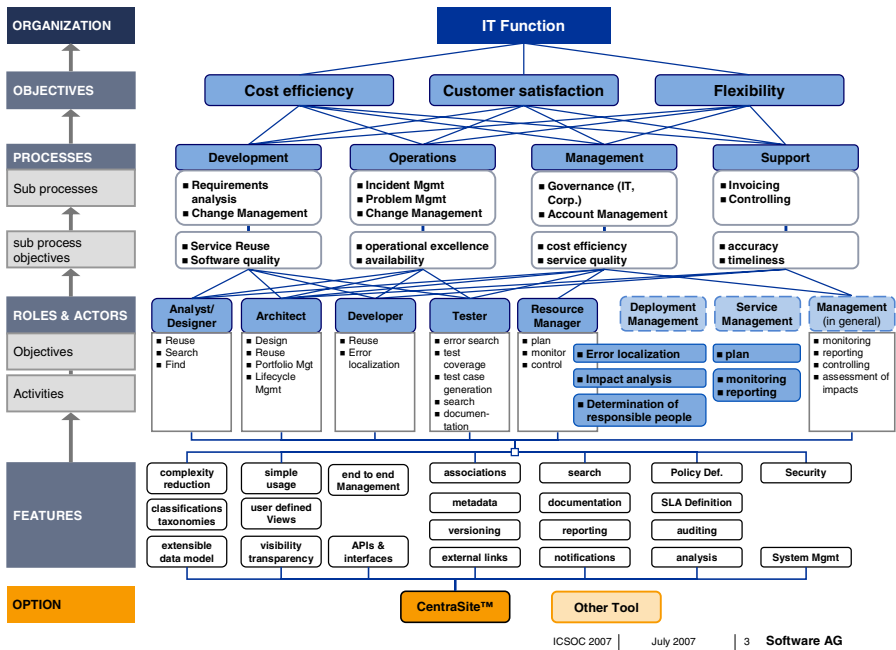 ORGANIZATION
IT Function
OBJECTIVES
Cost efficiency
Customer satisfaction
Flexibility
PROCESSES
Development
Operations
Management
Support
Sub processes
■ Requirements
analysis
■ Change Management
■ Incident Mgmt
■ Problem Mgmt
■ Change Management
■ Governance (IT,
Corp.)
■ Account Management
■ Invoicing
■ Controlling
sub process
objectives
■ Service Reuse
■ Software quality
■ operational excellence
■ availability
■ cost efficiency
■ service quality
■ accuracy
■ timeliness
ROLES & ACTORS
Analyst/
Designer
Architect
Developer
Tester
Resource
Manager
Deployment
Management
Service
Management
Management
(in general)
Objectives
Activities
■ Reuse
■ Search
■ Find
■ Design
■ Reuse
■ Portfolio Mgt
■ Lifecycle
Mgmt
■ Reuse
■ Error
localization
■ error search
■ test
coverage
■ test case
generation
■ search
■ documen-
tation
■ plan
■ monitor
■ control
■ Error localization
■ Impact analysis
■ Determination of
responsible people
■ plan
■ monitoring
■ reporting
■ monitoring
■ reporting
■ controlling
■ assessment of
impacts
FEATURES
complexity
reduction
simple
usage
end to end
Management
associations
search
Policy Def.
Security
classifications
taxonomies
user defined
Views
metadata
documentation
SLA Definition
versioning
reporting
auditing
extensible
data model
visibility
transparency
APIs &
interfaces
external links
notifications
analysis
System Mgmt
OPTION
CentraSite™
Other Tool
ICSOC 2007 | July 2007 | 3 Software AG